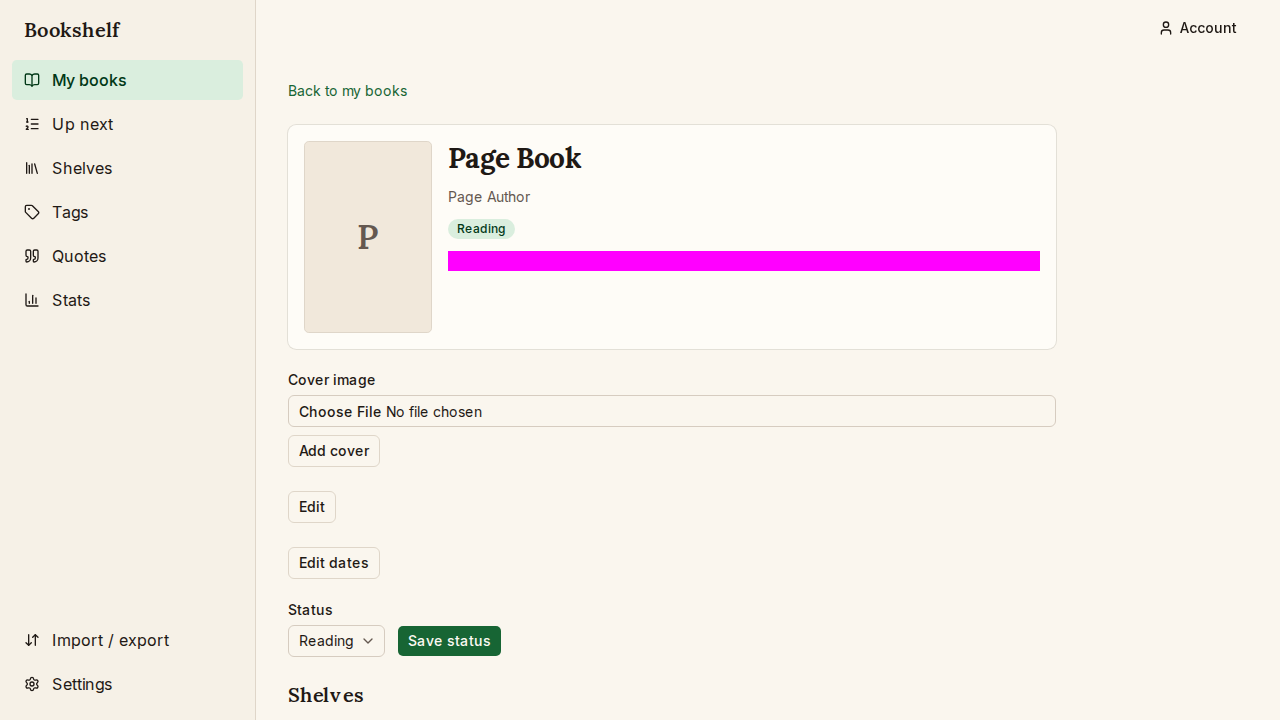 Bookshelf
My books
Up next
Shelves
Tags
Quotes
Stats
Import / export
Settings
Account
Back to my books
P
Page Book
Page Author
Reading
Cover image
Choose File No file chosen
Add cover
Edit
Edit dates
Status
Reading
Save status
Shelves